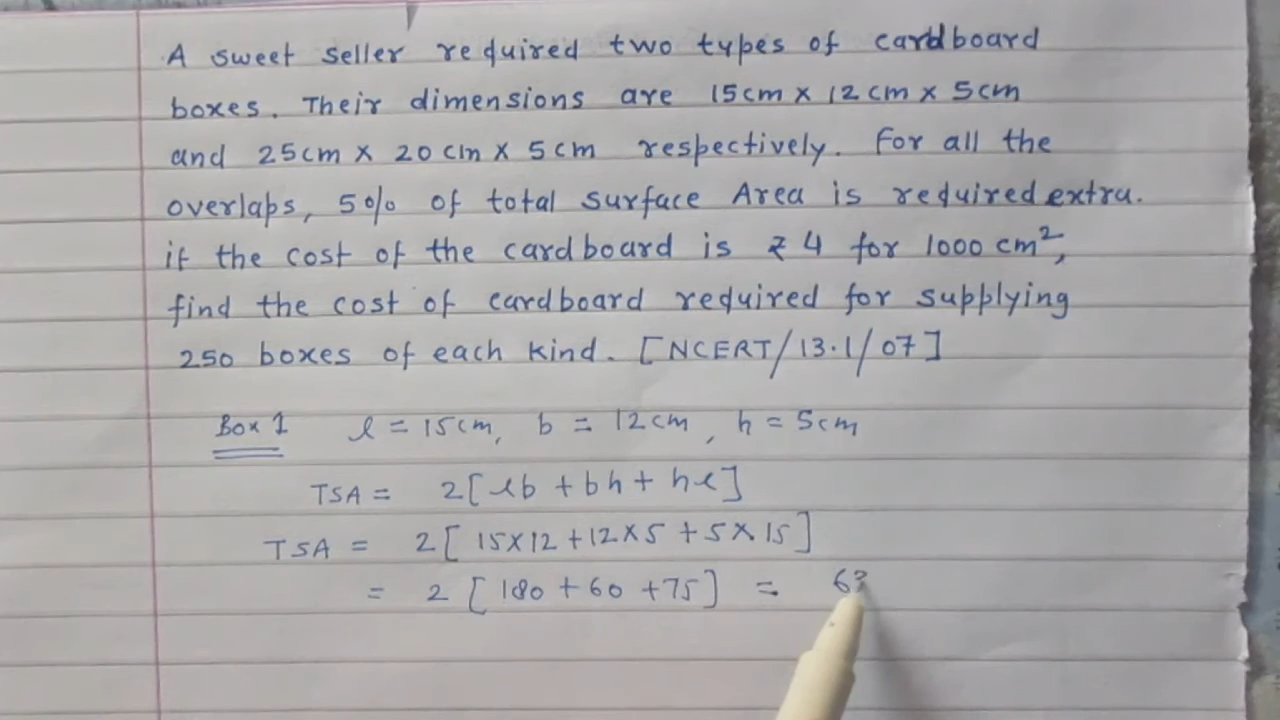 A sweet seller required two types of cardboard
boxes. Their dimensions are 15cm x 12cm x 5cm
and 25cm x 20cm x 5cm respectively. For all the
overlaps, 5% of total surface Area is required extra.
if the cost of the cardboard is ₹ 4 for 1000 cm²,
find the cost of cardboard required for supplying
250 boxes of each kind. [NCERT/13.1/07]
Box 1 l = 15cm, b = 12cm, h = 5cm
TSA = 2[lb + bh + hl]
TSA = 2[15x12 + 12x5 + 5x15]
= 2[180 + 60 + 75] =